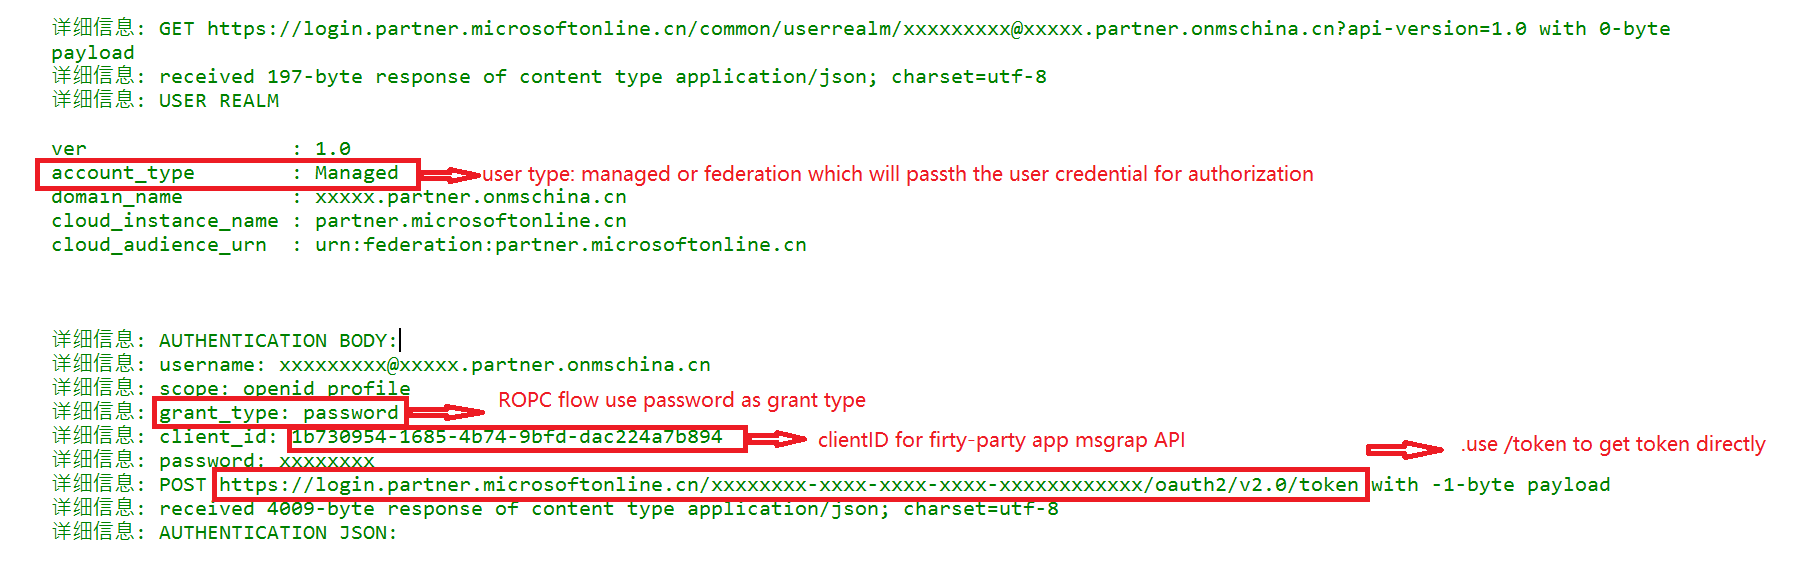 详细信息: GET https://login.partner.microsoftonline.cn/common/userrealm/xxxxxxxxx@xxxxx.partner.onmschina.cn?api-version=1.0 with 0-byte
payload
详细信息: received 197-byte response of content type application/json; charset=utf-8
详细信息: USER REALM
ver : 1.0
account_type : Managed user type: managed or federation which will passth the user credential for authorization
domain_name : xxxxx.partner.onmschina.cn
cloud_instance_name : partner.microsoftonline.cn
cloud_audience_urn : urn:federation:partner.microsoftonline.cn
详细信息: AUTHENTICATION BODY:
详细信息: username: xxxxxxxxx@xxxxx.partner.onmschina.cn
详细信息: scope: openid profile
详细信息: grant_type: password ROPC flow use password as grant type
详细信息: client_id: 1b730954-1685-4b74-9bfd-dac224a7b894 clientID for firty-party app msgrap API
.use /token to get token directly
详细信息: password: xxxxxxxx
详细信息: POST https://login.partner.microsoftonline.cn/xxxxxxxx-xxxx-xxxx-xxxx-xxxxxxxxxxxx/oauth2/v2.0/token with -1-byte payload
详细信息: received 4009-byte response of content type application/json; charset=utf-8
详细信息: AUTHENTICATION JSON: